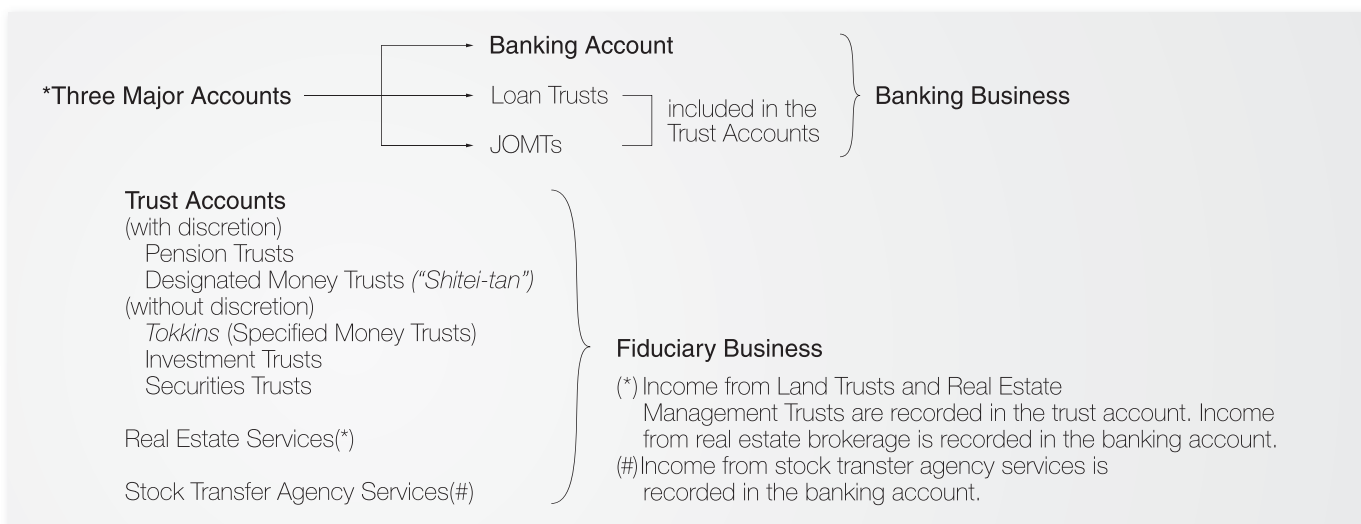 Banking Account
*Three Major Accounts
Loan Trusts
JOMTs
included in the
Trust Accounts
Banking Business
Trust Accounts
(with discretion)
Pension Trusts
Designated Money Trusts (“Shitei-tan”)
(without discretion)
Tokkins (Specified Money Trusts)
Investment Trusts
Securities Trusts
Real Estate Services(*)
Stock Transfer Agency Services(#)
Fiduciary Business
(*) Income from Land Trusts and Real Estate
Management Trusts are recorded in the trust account. Income
from real estate brokerage is recorded in the banking account.
(#)Income from stock transter agency services is
recorded in the banking account.